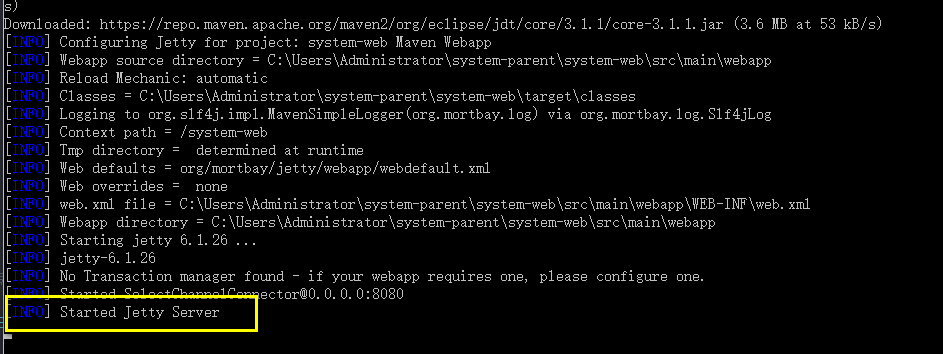 s)
Downloaded: https://repo.maven.apache.org/maven2/org/eclipse/jdt/core/3.1.1/core-3.1.1.jar (3.6 MB at 53 kB/s)
[INFO] Configuring Jetty for project: system-web Maven Webapp
[INFO] Webapp source directory = C:\Users\Administrator\system-parent\system-web\src\main\webapp
[INFO] Reload Mechanic: automatic
[INFO] Classes = C:\Users\Administrator\system-parent\system-web\target\classes
[INFO] Logging to org.slf4j.impl.MavenSimpleLogger(org.mortbay.log) via org.mortbay.log.Slf4jLog
[INFO] Context path = /system-web
[INFO] Tmp directory =  determined at runtime
[INFO] Web defaults = org/mortbay/jetty/webapp/webdefault.xml
[INFO] Web overrides =  none
[INFO] web.xml file = C:\Users\Administrator\system-parent\system-web\src\main\webapp\WEB-INF\web.xml
[INFO] Webapp directory = C:\Users\Administrator\system-parent\system-web\src\main\webapp
[INFO] Starting jetty 6.1.26 ...
[INFO] jetty-6.1.26
[INFO] No Transaction manager found - if your webapp requires one, please configure one.
[INFO] Started SelectChannelConnector@0.0.0.0:8080
[INFO] Started Jetty Server